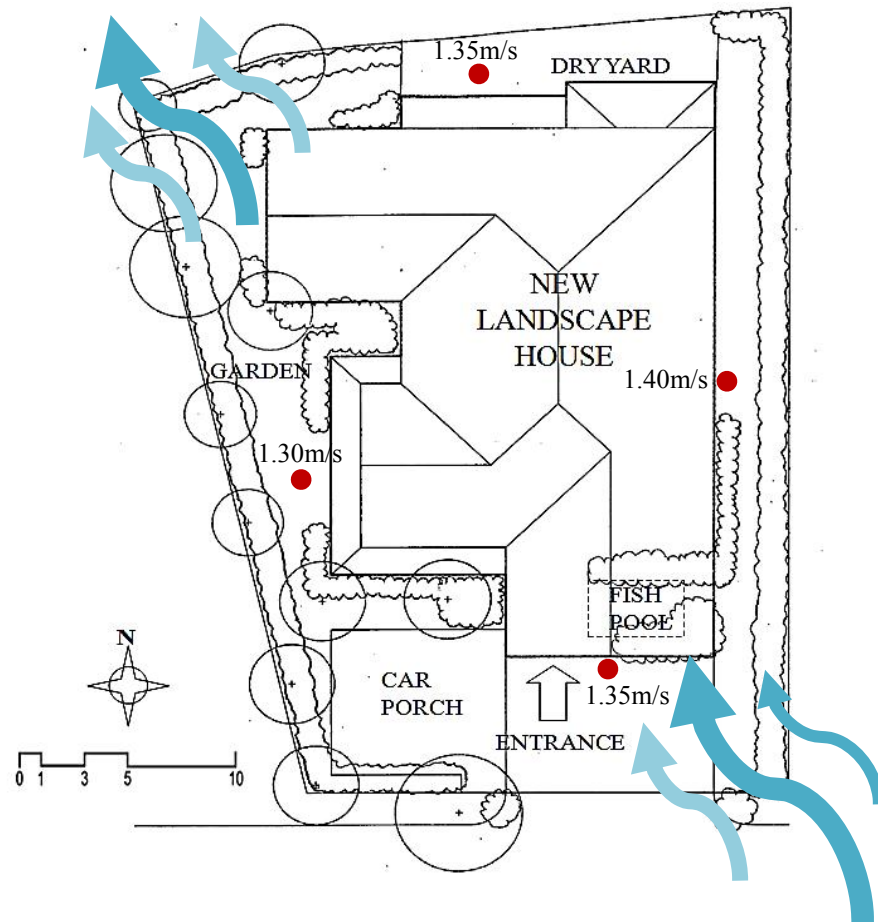 1.35m/s
DRY YARD
NEW
LANDSCAPE
HOUSE
GARDEN
1.40m/s
1.30m/s
FISH
POOL
N
CAR
PORCH
1.35m/s
ENTRANCE
0 1 3 5 10